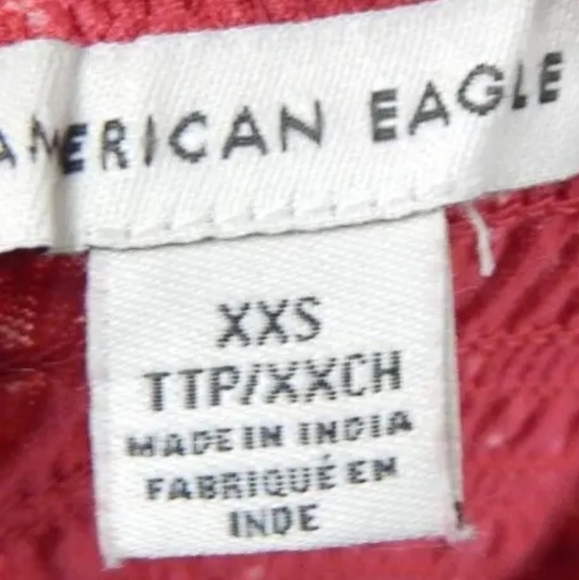 AMERICAN EAGLE
XXS
TTP/XXCH
MADE IN INDIA
FABRIQUÉ EN
INDE